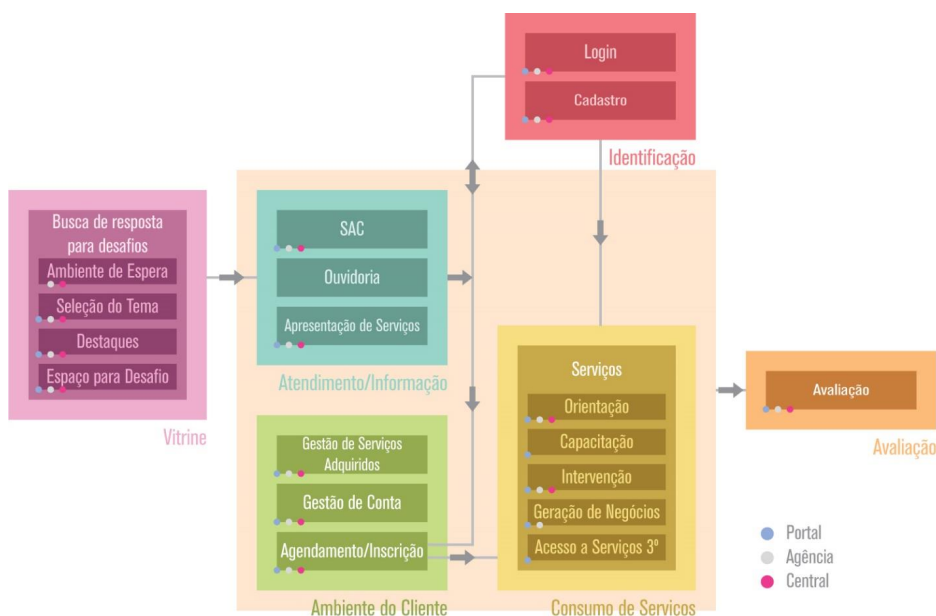 Login
Cadastro
Identificação
Busca de resposta
para desafios
Ambiente de Espera
Seleção do Tema
Destaques
Espaço para Desafio
Vitrine
SAC
Ouvidoria
Apresentação de Serviços
Atendimento/Informação
Gestão de Serviços
Adquiridos
Gestão de Conta
Agendamento/Inscrição
Ambiente do Cliente
Serviços
Orientação
Capacitação
Intervenção
Geração de Negócios
Acesso a Serviços 3º
Consumo de Serviços
Avaliação
Avaliação
Portal
Agência
Central